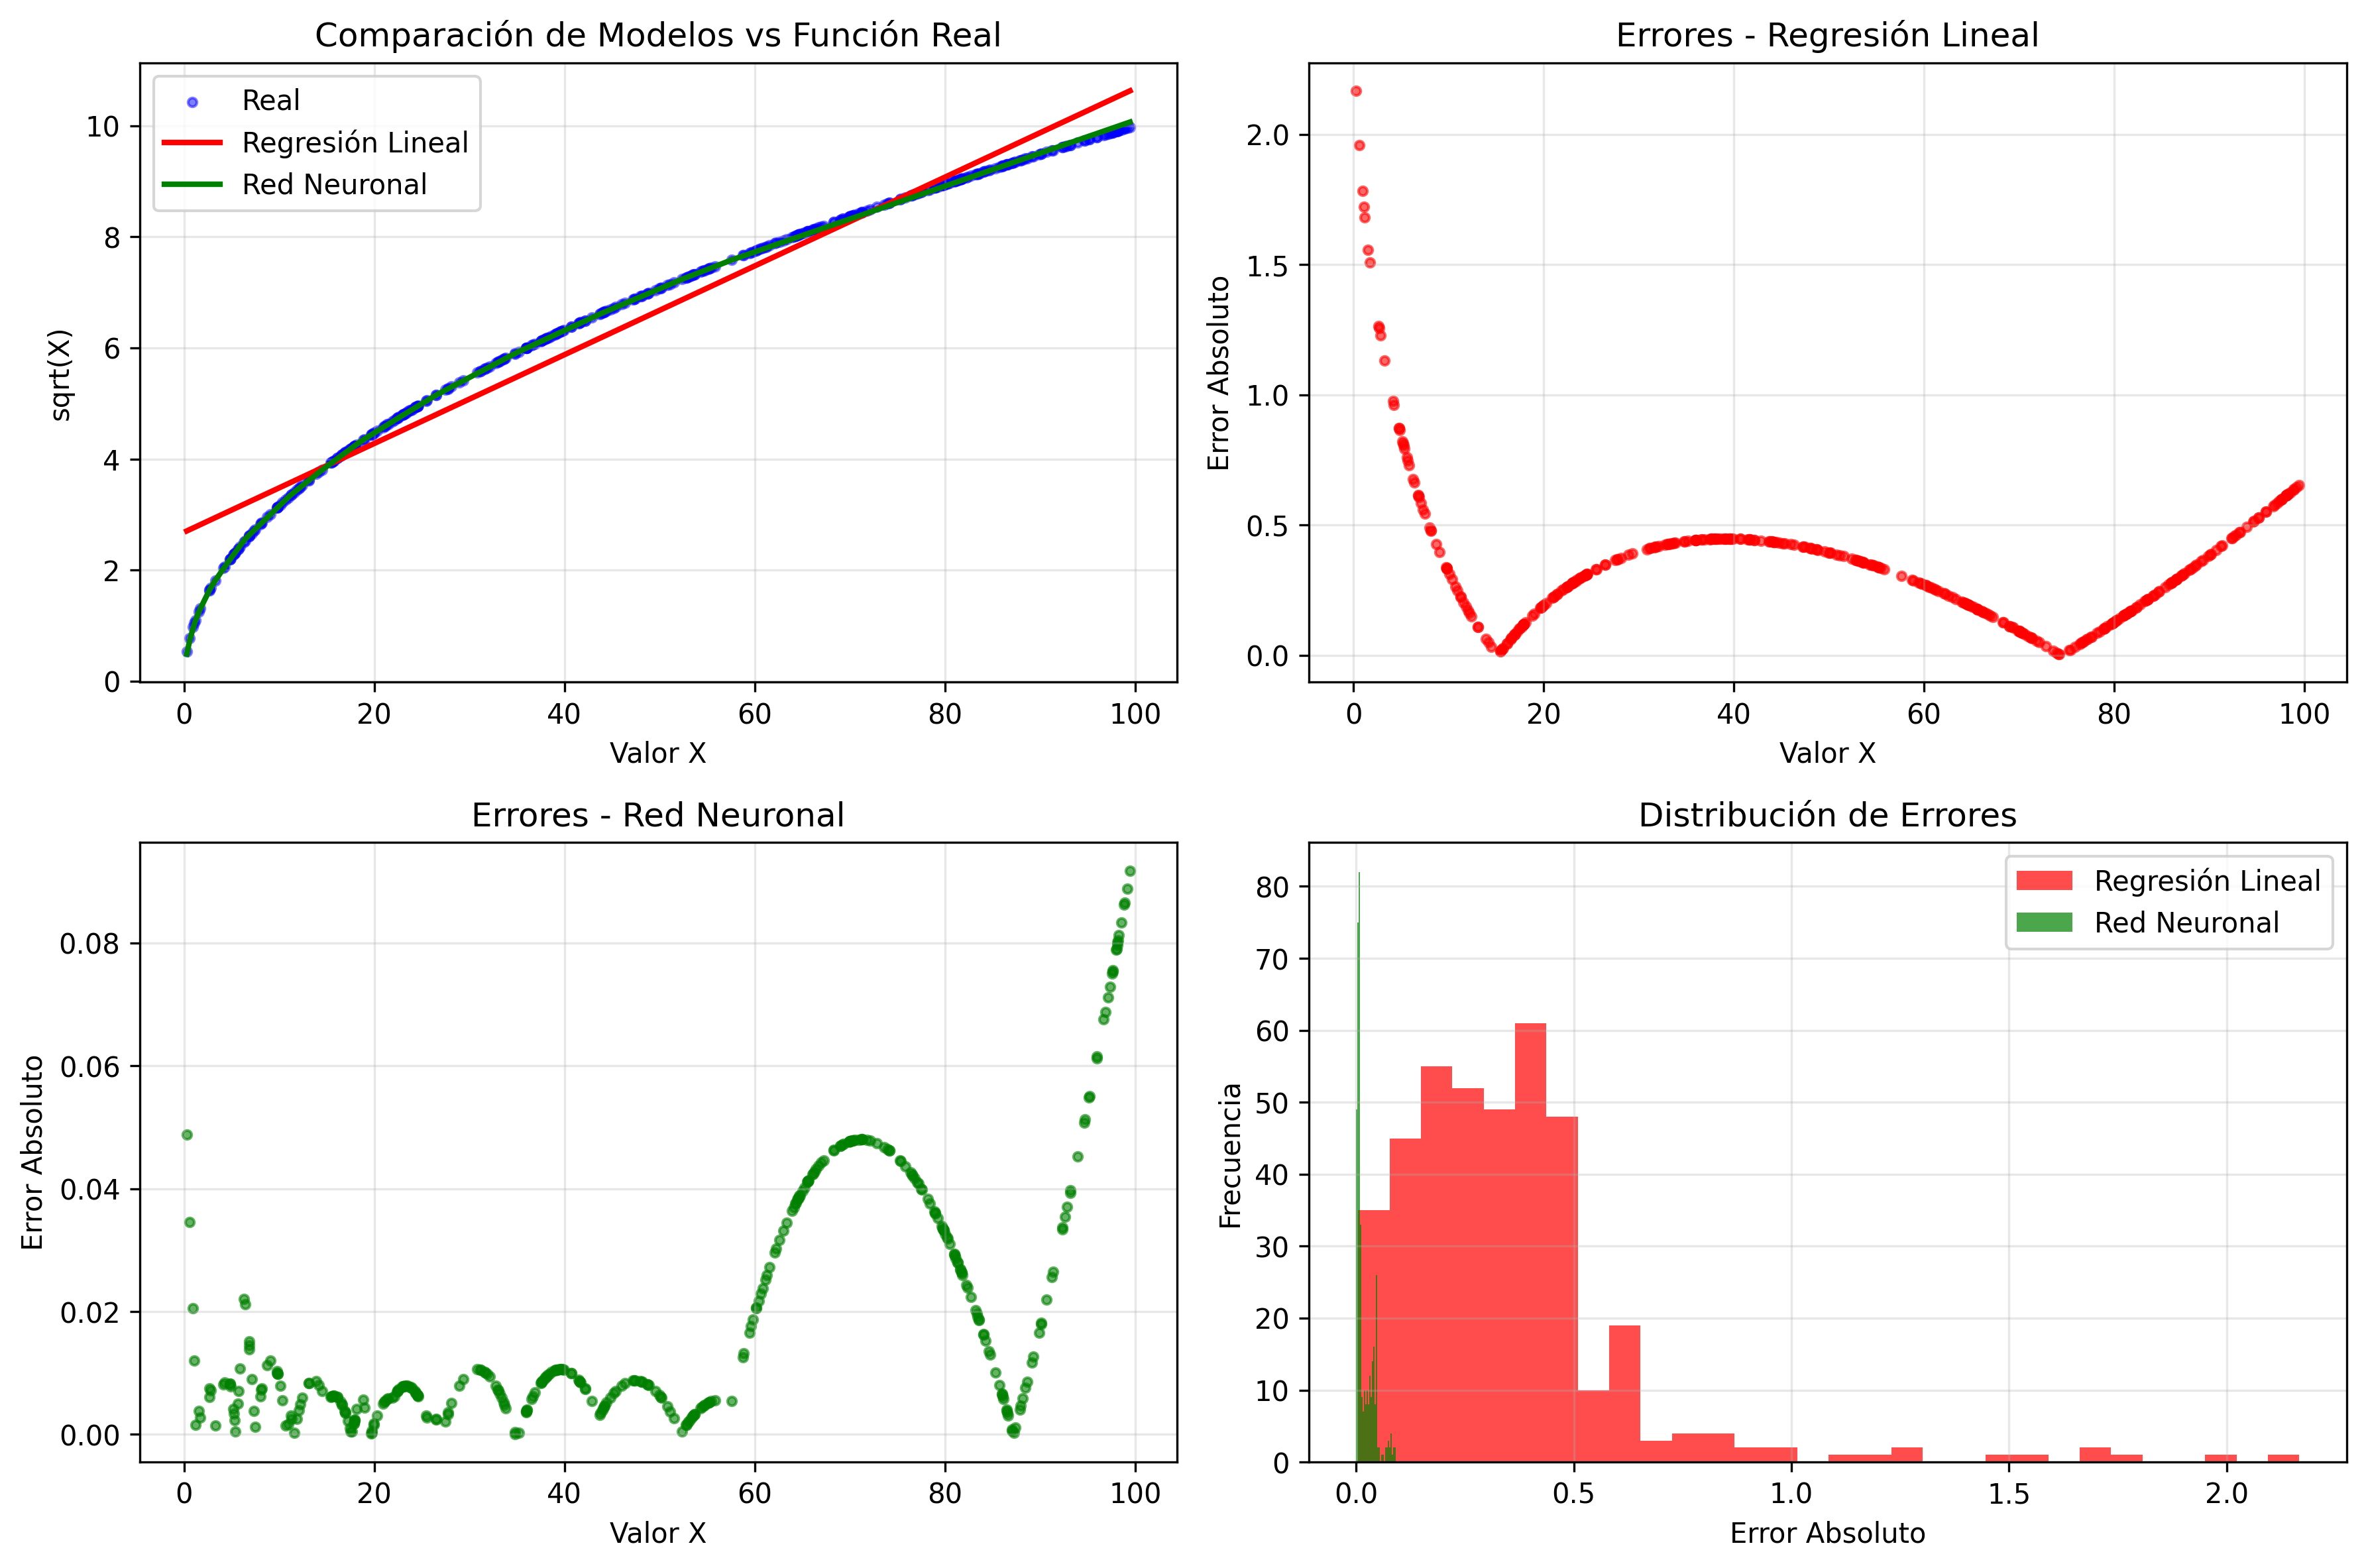 Comparación de Modelos vs Función Real
Real
Regresión Lineal
Red Neuronal
sqrt(X)
10
8
6
4
2
0
0 20 40 60 80 100
Valor X
Errores - Regresión Lineal
Error Absoluto
2.0
1.5
1.0
0.5
0.0
0 20 40 60 80 100
Valor X
Errores - Red Neuronal
Error Absoluto
0.08
0.06
0.04
0.02
0.00
0 20 40 60 80 100
Valor X
Distribución de Errores
Regresión Lineal
Red Neuronal
Frecuencia
80
70
60
50
40
30
20
10
0
0.0 0.5 1.0 1.5 2.0
Error Absoluto